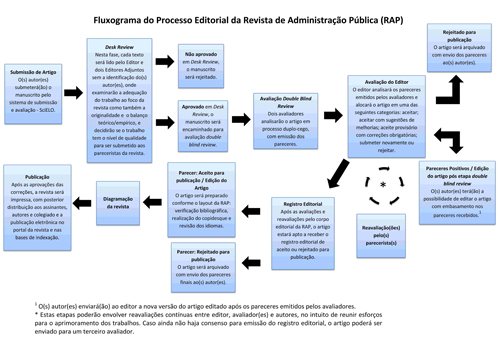 Fluxograma do Processo Editorial da Revista de Administração Pública (RAP)
Submissão de Artigo
O(s) autor(es)
submeterá(ão) o
manuscrito pelo
sistema de submissão
e avaliação - SciELO.
Desk Review
Nesta fase, cada texto
será lido pelo Editor e
dois Editores Adjuntos
sem a identificação do(s)
autor(es), onde
examinarão a adequação
do trabalho ao foco da
revista como também a
originalidade e o balanço
teórico/empírico, e
decidirão se o trabalho
tem o nível de qualidade
para ser submetido aos
pareceristas da revista.
Não aprovado
em Desk Review,
o manuscrito
será rejeitado.
Aprovado em Desk
Review, o manuscrito
será encaminhado
para avaliação
double blind
review.
Avaliação Double Blind
Review
Dois avaliadores
analisarão o artigo em
processo duplo-cego,
com emissão dos
pareceres.
Avaliação do Editor
O editor analisará os pareceres
emitidos pelos avaliadores e
alocará o artigo em uma das
seguintes categorias: aceitar;
aceitar com sugestões de
melhorias; aceite provisório
com correções obrigatórias;
submeter novamente ou
rejeitar.
Rejeitado para
publicação
O artigo será arquivado
com envio dos pareceres
ao(s) autor(es).
Pareceres Positivos / Edição
do artigo pós etapa double
blind review
O(s) autor(es) terá(ão) a
possibilidade de editar o artigo
com embasamento nos
pareceres recebidos.1
*
Reavaliação(ões)
pelo(s)
parecerista(s)
Registro Editorial
Após as avaliações e
reavaliações pelo corpo
editorial da RAP, o artigo
estará apto a receber o
registro editorial de
aceito ou rejeitado para
publicação.
Parecer: Aceito para
publicação / Edição do
Artigo
O artigo será preparado
conforme o layout da RAP:
verificação bibliográfica,
realização do copidesque e
revisão dos idiomas.
Parecer: Rejeitado para
publicação
O artigo será arquivado
com envio dos pareceres
finais ao(s) autor(es).
Diagramação
da revista
Publicação
Após as aprovações das
correções, a revista será
impressa, com posterior
distribuição aos assinantes,
autores e colegiado e a
publicação eletrônica no
portal da revista e nas
bases de indexação.
1 O(s) autor(es) enviará(ão) ao editor a nova versão do artigo editado após os pareceres emitidos pelos avaliadores.
* Estas etapas poderão envolver reavaliações contínuas entre editor, avaliador(es) e autores, no intuito de reunir esforços
para o aprimoramento dos trabalhos. Caso ainda não haja consenso para emissão do registro editorial, o artigo poderá ser
enviado para um terceiro avaliador.